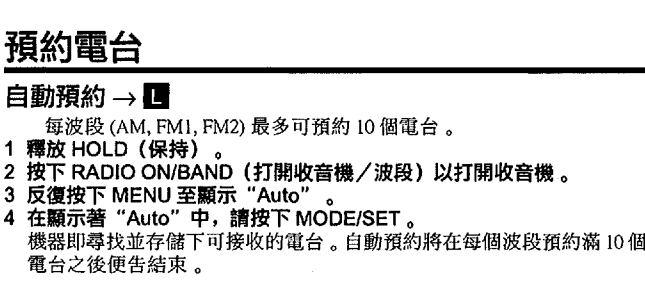 預約電台
自動預約 → L
每波段 (AM, FM1, FM2) 最多可預約 10 個電台。
1 釋放 HOLD（保持）。
2 按下 RADIO ON/BAND（打開收音機／波段）以打開收音機。
3 反復按下 MENU 至顯示“Auto”。
4 在顯示著“Auto”中，請按下 MODE/SET。
機器即尋找並存儲下可接收的電台。自動預約將在每個波段預約滿 10 個
電台之後便告結束。